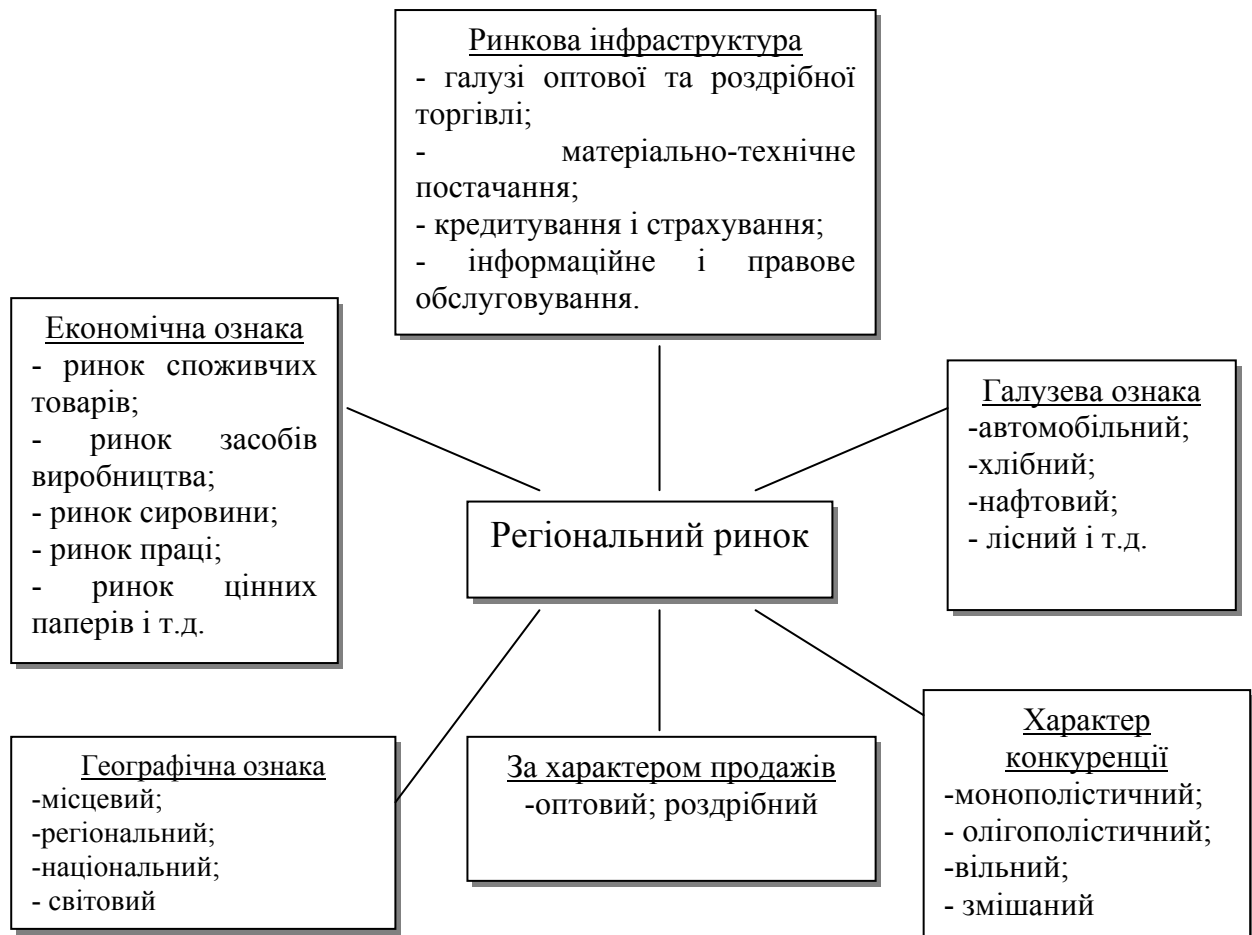 Ринкова інфраструктура
- галузі оптової та роздрібної
торгівлі;
- матеріально-технічне
постачання;
- кредитування і страхування;
- інформаційне і правове
обслуговування.
Економічна ознака
- ринок споживчих
товарів;
- ринок засобів
виробництва;
- ринок сировини;
- ринок праці;
- ринок цінних
паперів і т.д.
Галузева ознака
-автомобільний;
-хлібний;
-нафтовий;
- лісний і т.д.
Регіональний ринок
Географічна ознака
-місцевий;
-регіональний;
-національний;
- світовий
За характером продажів
-оптовий; роздрібний
Характер
конкуренції
-монополістичний;
- олігополістичний;
-вільний;
- змішаний